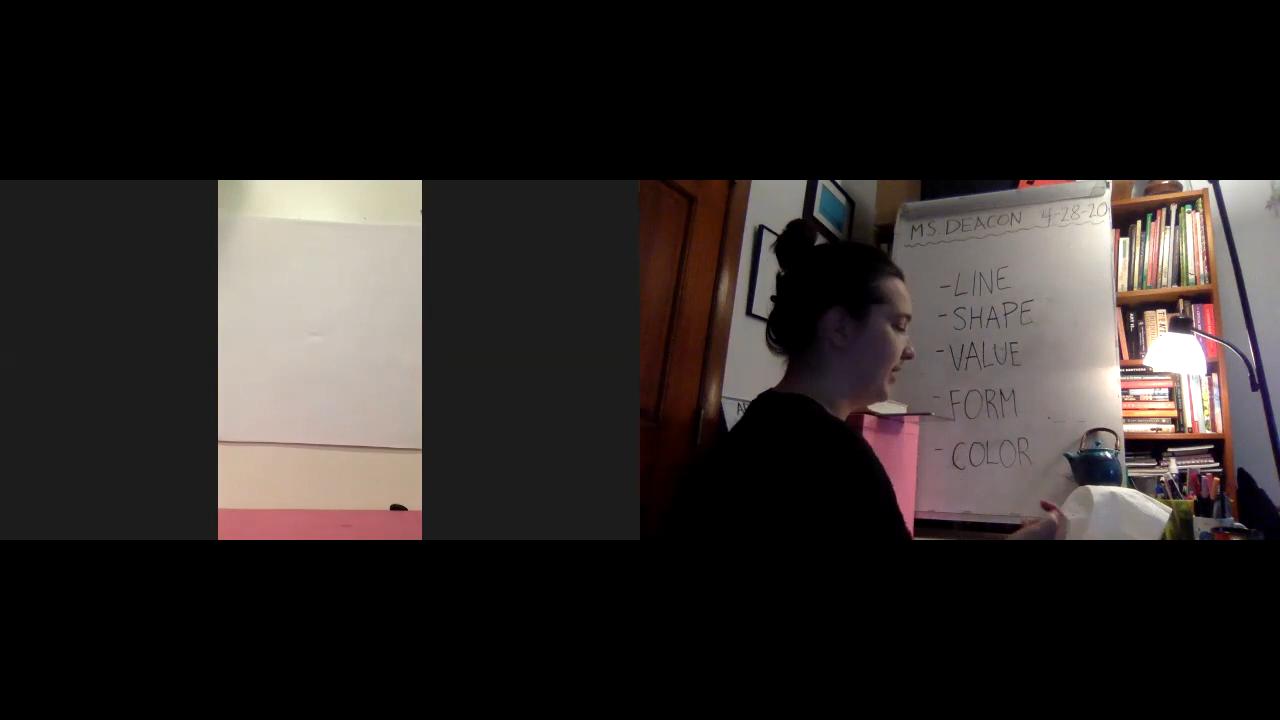 MS. DEACON 4-28-20
- LINE
- SHAPE
- VALUE
- FORM
- COLOR